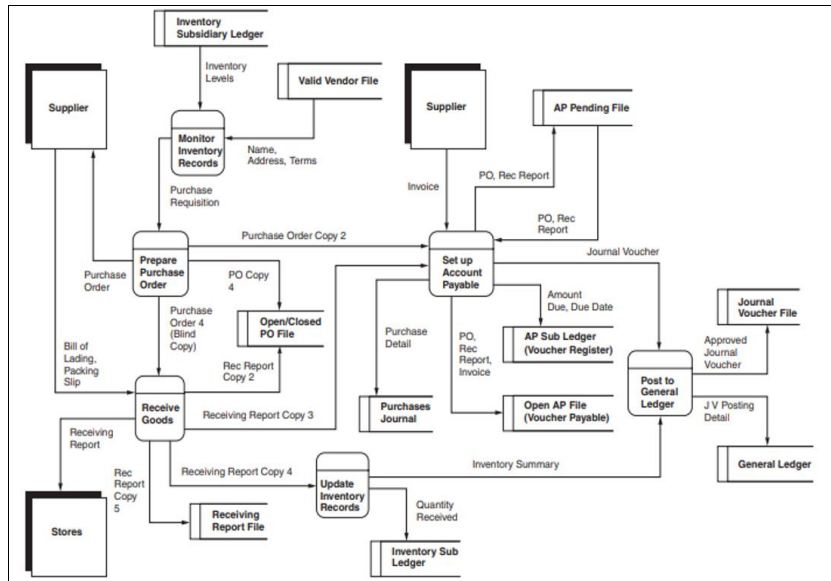 Inventory
Subsidiary Ledger
Inventory
Levels
Valid Vendor File
Supplier
Supplier
AP Pending File
Monitor
Inventory
Records
Name,
Address, Terms
PO, Rec Report
Invoice
Purchase
Requisition
PO, Rec
Report
Purchase Order Copy 2
Journal Voucher
Prepare
Purchase
Order
Set up
Account
Payable
Purchase
Order
PO Copy
4
Amount
Due, Due Date
Journal
Voucher File
Purchase
Order 4
(Blind
Copy)
Open/Closed
PO File
Purchase
Detail
PO,
Rec
Report,
Invoice
AP Sub Ledger
(Voucher Register)
Approved
Journal
Voucher
Bill of
Lading,
Packing
Slip
Rec Report
Copy 2
Post to
General
Ledger
Receive
Goods
Receiving Report Copy 3
Purchases
Journal
Open AP File
(Voucher Payable)
J V Posting
Detail
Receiving
Report
Rec
Report
Copy
5
Receiving Report Copy 4
Inventory Summary
General Ledger
Update
Inventory
Records
Quantity
Received
Stores
Receiving
Report File
Inventory Sub
Ledger